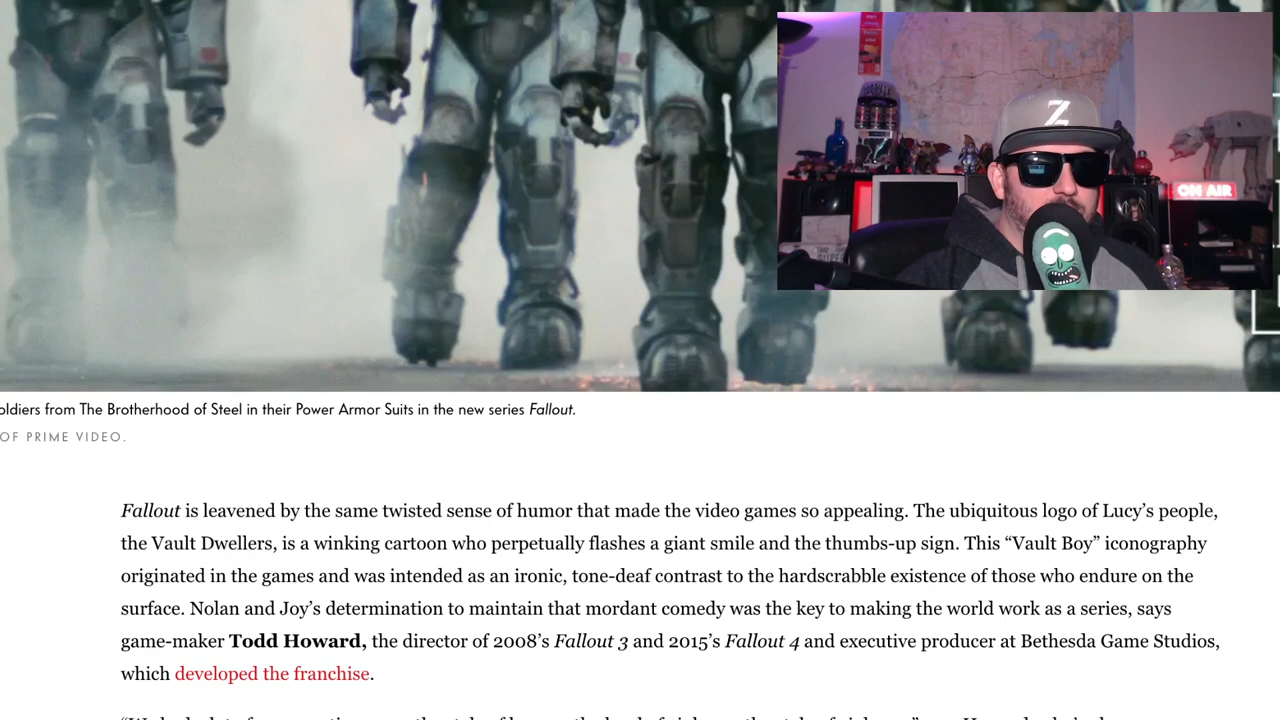 Z
ON AIR
oldiers from The Brotherhood of Steel in their Power Armor Suits in the new series Fallout.
OF PRIME VIDEO.
Fallout is leavened by the same twisted sense of humor that made the video games so appealing. The ubiquitous logo of Lucy’s people,
the Vault Dwellers, is a winking cartoon who perpetually flashes a giant smile and the thumbs-up sign. This “Vault Boy” iconography
originated in the games and was intended as an ironic, tone-deaf contrast to the hardscrabble existence of those who endure on the
surface. Nolan and Joy’s determination to maintain that mordant comedy was the key to making the world work as a series, says
game-maker Todd Howard, the director of 2008’s Fallout 3 and 2015’s Fallout 4 and executive producer at Bethesda Game Studios,
which developed the franchise.